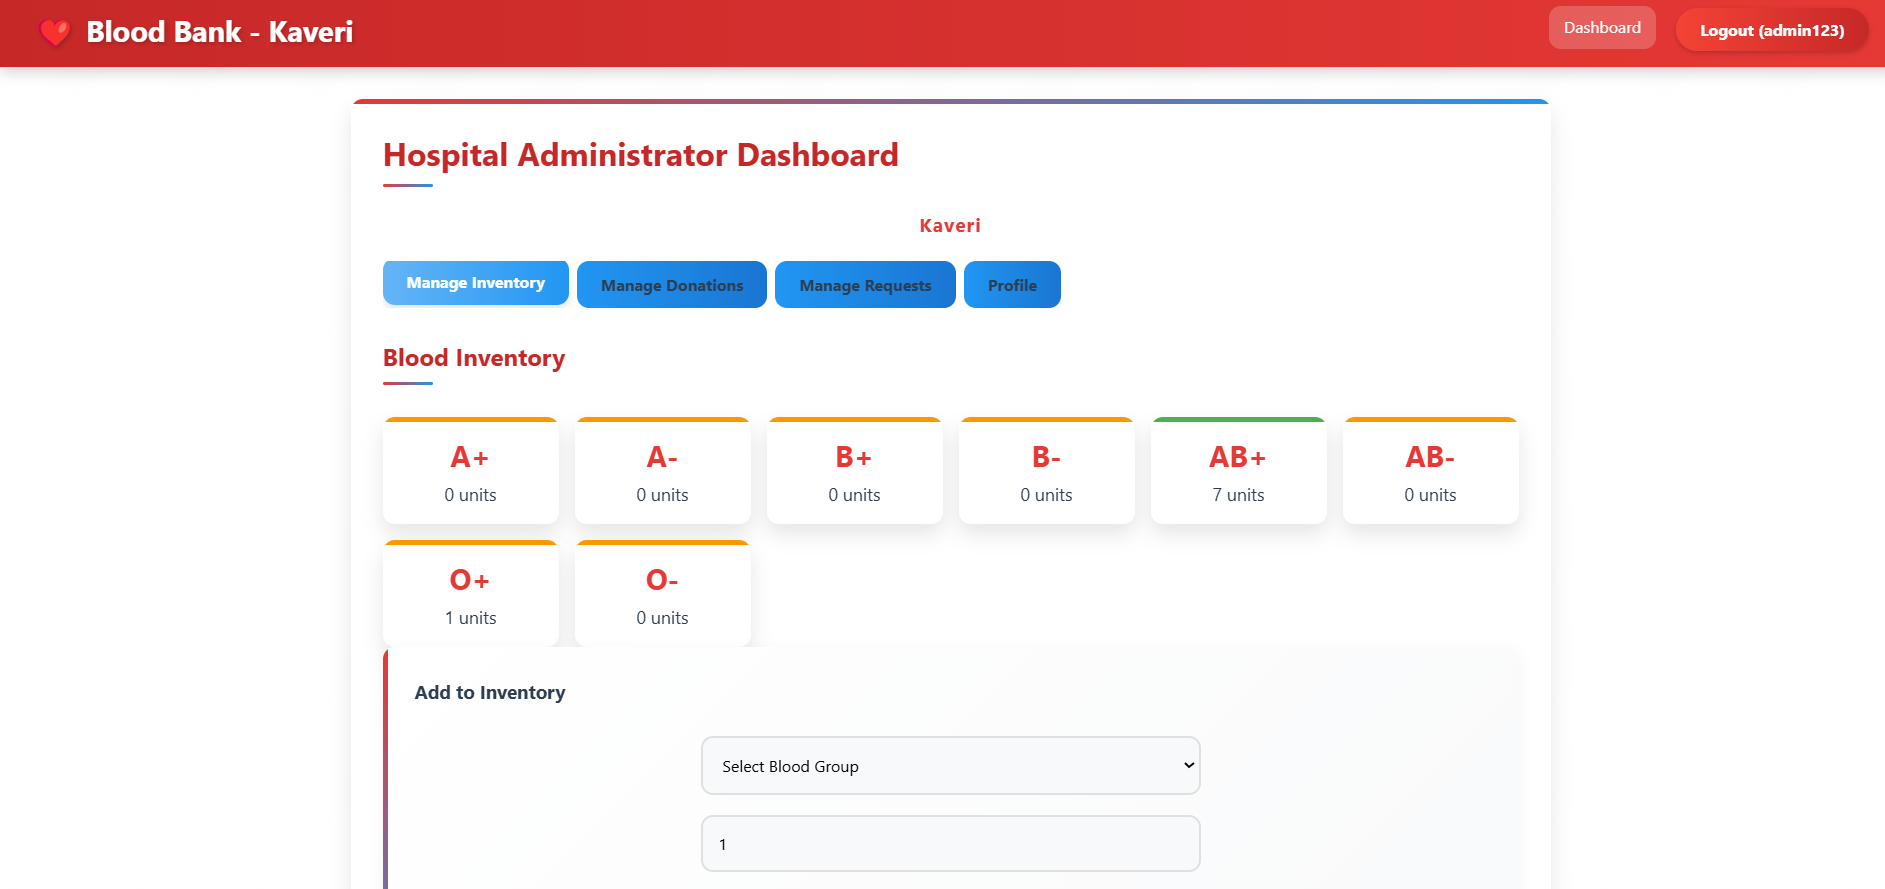 Blood Bank - Kaveri
Dashboard
Logout (admin123)
Hospital Administrator Dashboard
Kaveri
Manage Inventory
Manage Donations
Manage Requests
Profile
Blood Inventory
A+
0 units
A-
0 units
B+
0 units
B-
0 units
AB+
7 units
AB-
0 units
O+
1 units
O-
0 units
Add to Inventory
Select Blood Group
1